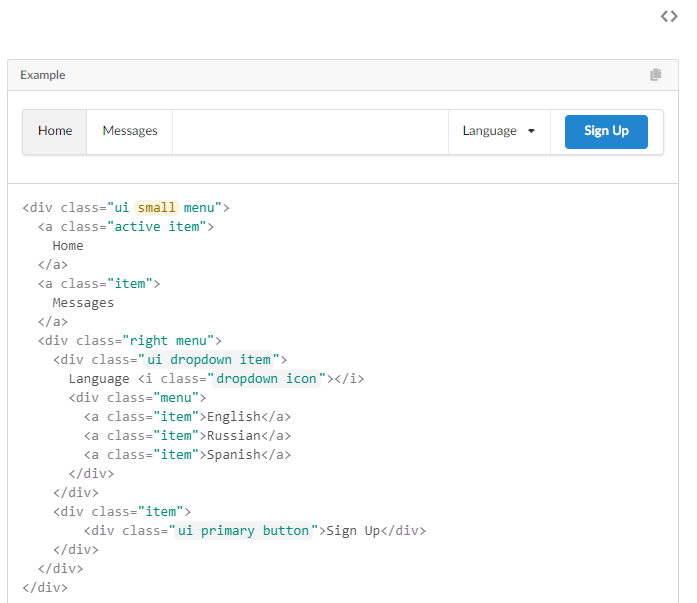 Example
Home Messages Language Sign Up
<div class="ui small menu">
  <a class="active item">
    Home
  </a>
  <a class="item">
    Messages
  </a>
  <div class="right menu">
    <div class="ui dropdown item">
      Language <i class="dropdown icon"></i>
      <div class="menu">
        <a class="item">English</a>
        <a class="item">Russian</a>
        <a class="item">Spanish</a>
      </div>
    </div>
    <div class="item">
        <div class="ui primary button">Sign Up</div>
    </div>
  </div>
</div>